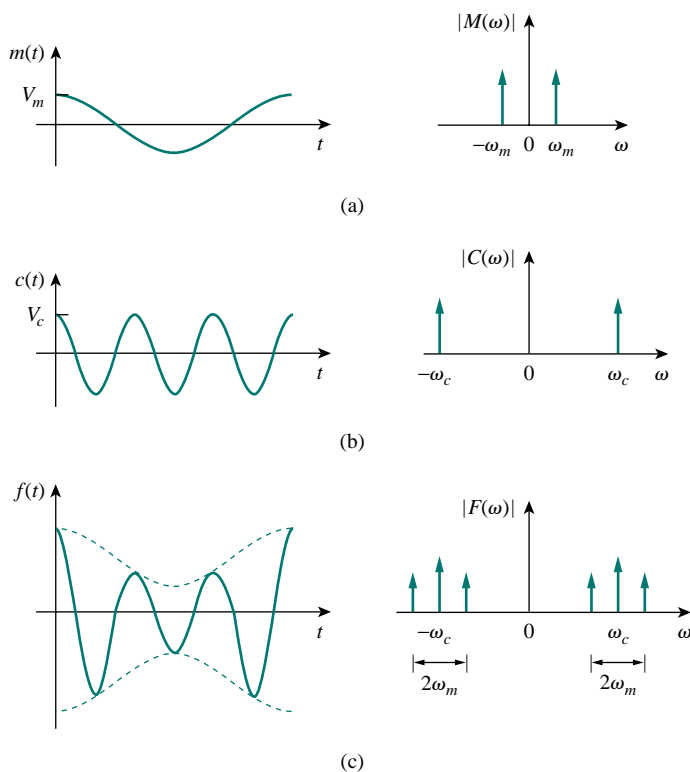 m(t)
V_m
t
|M(ω)|
−ω_m 0 ω_m ω
(a)
c(t)
V_c
t
|C(ω)|
−ω_c 0 ω_c ω
(b)
f(t)
t
|F(ω)|
−ω_c 0 ω_c ω
2ω_m 2ω_m
(c)